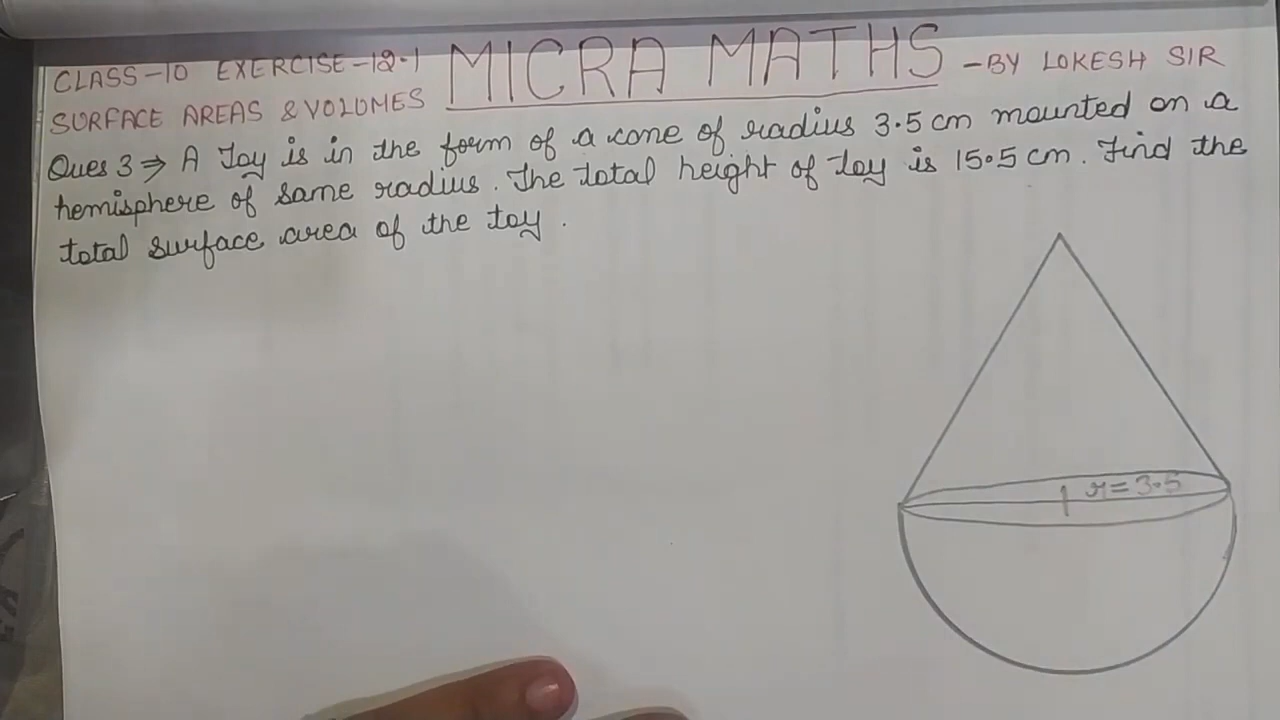 CLASS-10 EXERCISE-12.1 MICRA MATHS -BY LOKESH SIR
SURFACE AREAS & VOLUMES
Ques 3⇒ A Toy is in the form of a cone of radius 3.5 cm mounted on a
hemisphere of same radius. The total height of toy is 15.5 cm. Find the
total surface area of the toy.
r=3.5